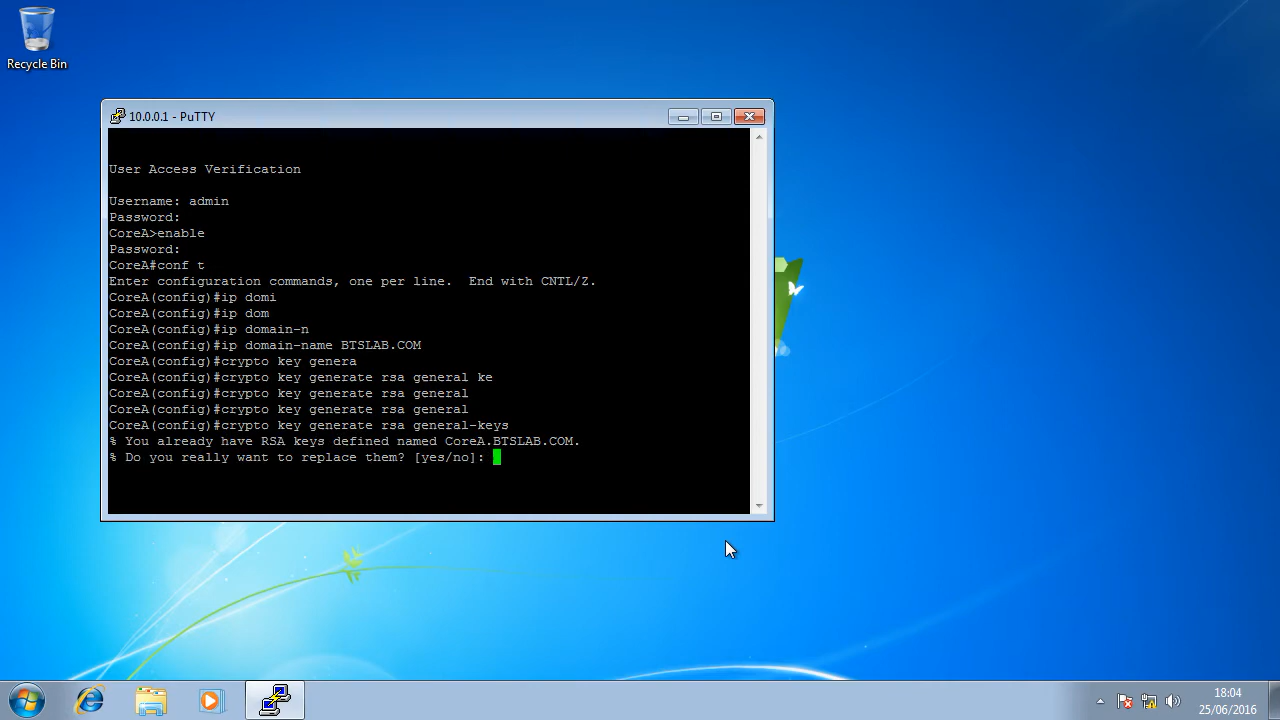 Recycle Bin
10.0.0.1 - PuTTY
User Access Verification
Username: admin
Password:
CoreA>enable
Password:
CoreA#conf t
Enter configuration commands, one per line.  End with CNTL/Z.
CoreA(config)#ip domi
CoreA(config)#ip dom
CoreA(config)#ip domain-n
CoreA(config)#ip domain-name BTSLAB.COM
CoreA(config)#crypto key genera
CoreA(config)#crypto key generate rsa general ke
CoreA(config)#crypto key generate rsa general
CoreA(config)#crypto key generate rsa general
CoreA(config)#crypto key generate rsa general-keys
% You already have RSA keys defined named CoreA.BTSLAB.COM.
% Do you really want to replace them? [yes/no]:
18:04
25/06/2016